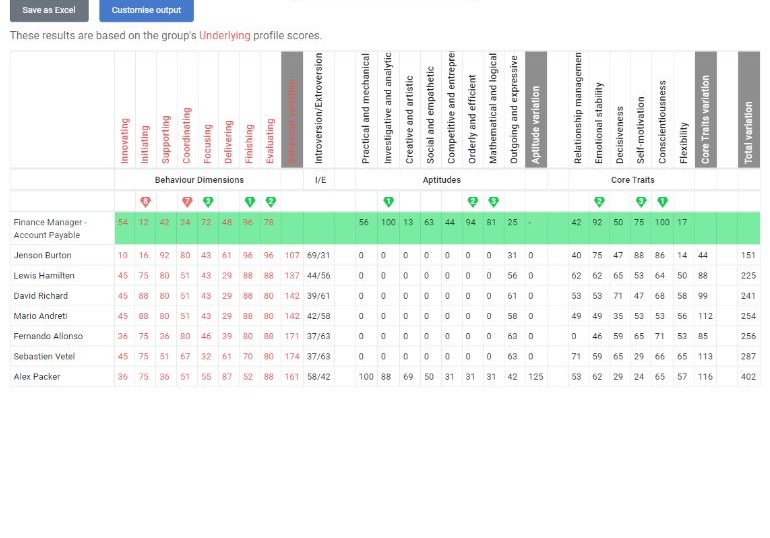 Save as Excel Customise output
These results are based on the group's Underlying profile scores.
Innovating Initiating Supporting Coordinating Focusing Delivering Finishing Evaluating Introversion/Extroversion Practical and mechanical Investigative and analytic Creative and artistic Social and empathetic Competitive and entreprei Orderly and efficient Mathematical and logical Outgoing and expressive Aptitude variation Relationship managemen Emotional stability Decisiveness Self-motivation Conscientiousness Flexibility Core Traits variation Total variation
Behaviour Dimensions I/E Aptitudes Core Traits
7 3 1 2 1 2 3 2 3 1
Finance Manager - 54 12 42 24 72 48 96 78 56 100 13 63 44 94 81 25 - 42 92 50 75 100 17
Account Payable
Jenson Burton 10 16 92 80 43 61 96 96 107 69/31 0 0 0 0 0 0 0 31 0 40 75 47 88 86 14 44 151
Lewis Hamilten 45 75 80 51 43 29 88 88 137 44/56 0 0 0 0 0 0 0 56 0 62 62 65 53 64 50 88 225
David Richard 45 88 80 51 43 29 88 80 142 39/61 0 0 0 0 0 0 0 61 0 53 53 71 47 68 58 99 241
Mario Andreti 45 88 80 51 43 29 88 80 142 42/58 0 0 0 0 0 0 0 58 0 49 49 35 53 53 56 112 254
Fernando Allonso 36 75 26 80 46 39 80 88 171 37/63 0 0 0 0 0 0 0 63 0 0 46 59 65 71 53 85 256
Sebastien Vetel 45 75 51 67 32 61 70 80 174 37/63 0 0 0 0 0 0 0 63 0 71 59 65 29 66 65 113 287
Alex Packer 36 75 36 51 55 87 52 88 161 58/42 100 88 69 50 31 31 31 42 125 53 62 29 24 65 57 116 402